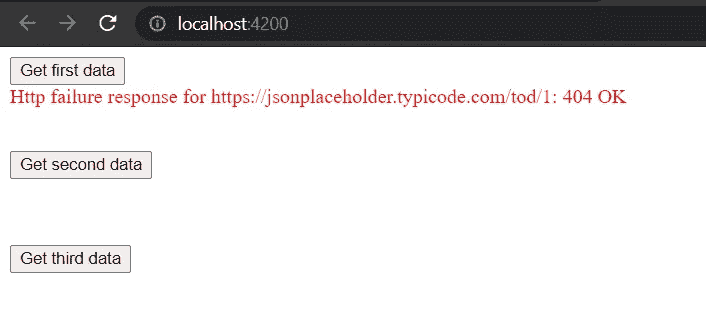 localhost:4200
Get first data
Http failure response for https://jsonplaceholder.typicode.com/tod/1: 404 OK
Get second data
Get third data